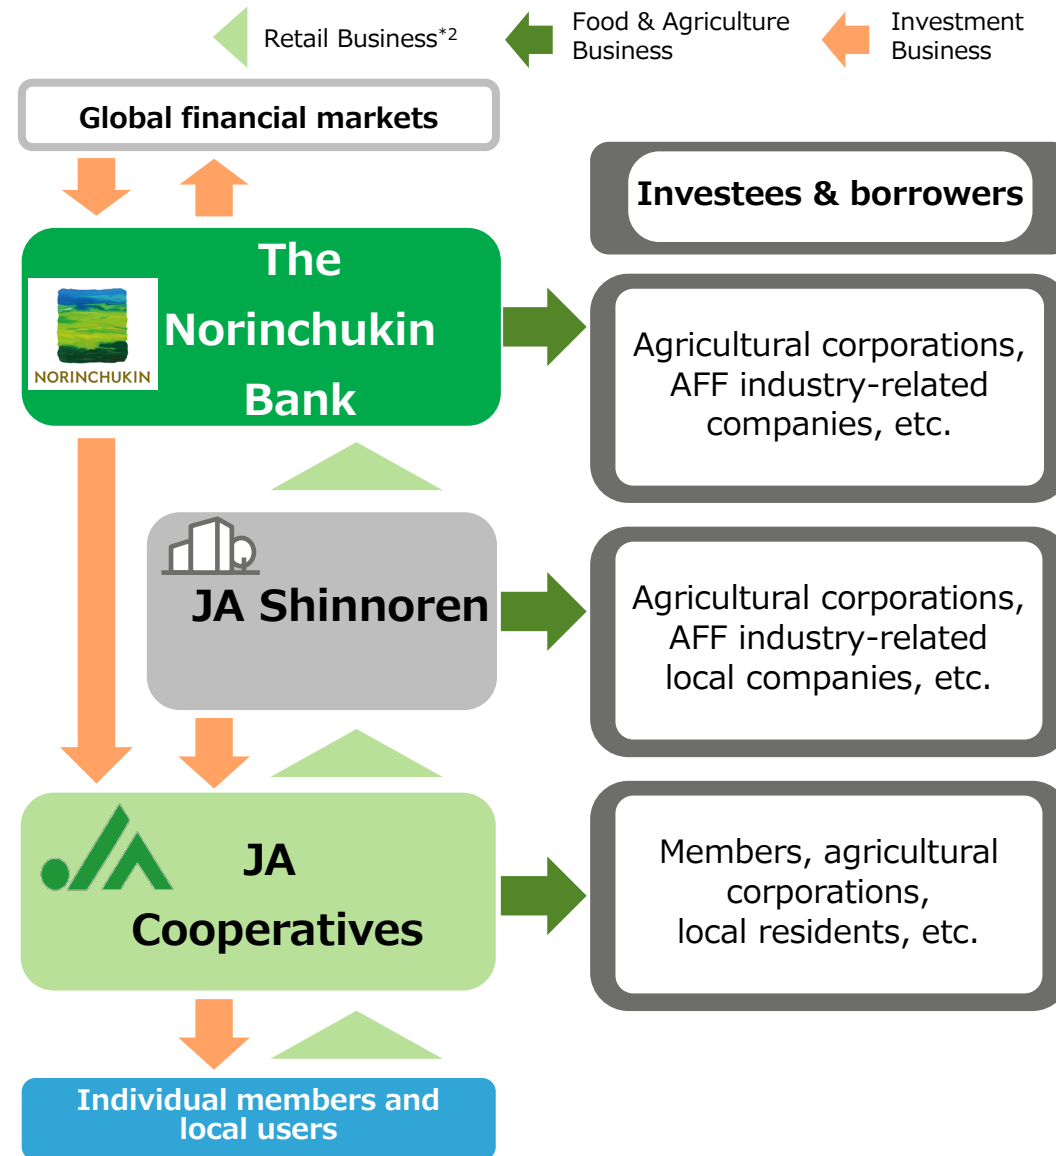 Retail Business*2
Food & Agriculture
Business
Investment
Business
Global financial markets
Investees & borrowers
The
Norinchukin
Bank
NORINCHUKIN
Agricultural corporations,
AFF industry-related
companies, etc.
JA Shinnoren
Agricultural corporations,
AFF industry-related
local companies, etc.
JA
JA
Cooperatives
Members, agricultural
corporations,
local residents, etc.
Individual members and
local users